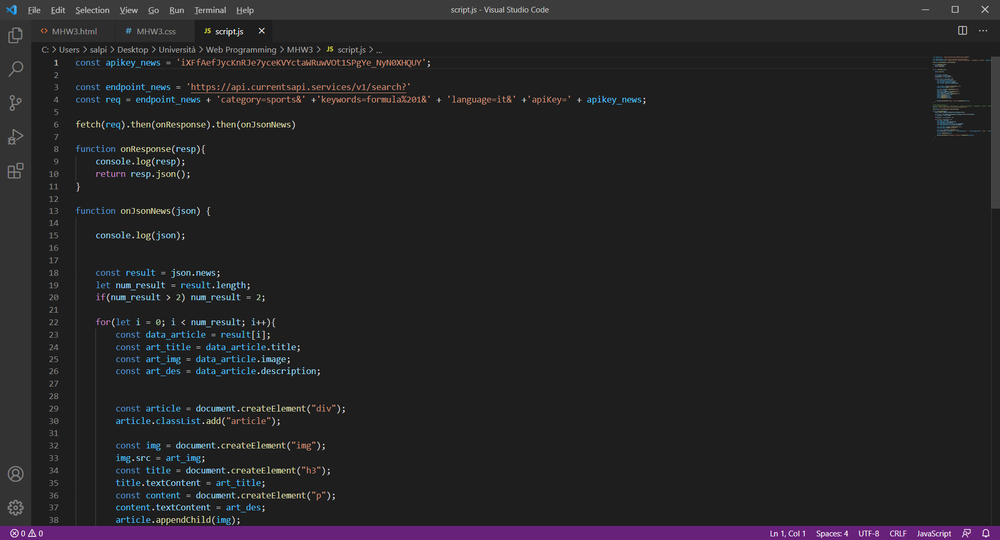 File Edit Selection View Go Run Terminal Help
script.js - Visual Studio Code
<> MHW3.html # MHW3.css JS script.js ×
C: > Users > salpi > Desktop > Università > Web Programming > MHW3 > JS script.js > ...
1 const apikey_news = 'iXFfAefJycKnRJe7yceKVYctaWRuwVOt1SPgYe_NyN0XHQUY';
2
3 const endpoint_news = 'https://api.currentsapi.services/v1/search?'
4 const req = endpoint_news + 'category=sports&' +'keywords=formula%201&' + 'language=it&' +'apiKey=' + apikey_news;
5
6 fetch(req).then(onResponse).then(onJsonNews)
7
8 function onResponse(resp){
9     console.log(resp);
10     return resp.json();
11 }
12
13 function onJsonNews(json) {
14
15     console.log(json);
16
17
18     const result = json.news;
19     let num_result = result.length;
20     if(num_result > 2) num_result = 2;
21
22     for(let i = 0; i < num_result; i++){
23         const data_article = result[i];
24         const art_title = data_article.title;
25         const art_img = data_article.image;
26         const art_des = data_article.description;
27
28
29         const article = document.createElement("div");
30         article.classList.add("article");
31
32         const img = document.createElement("img");
33         img.src = art_img;
34         const title = document.createElement("h3");
35         title.textContent = art_title;
36         const content = document.createElement("p");
37         content.textContent = art_des;
38         article.appendChild(img);
0 0 Ln 1, Col 1 Spaces: 4 UTF-8 CRLF JavaScript